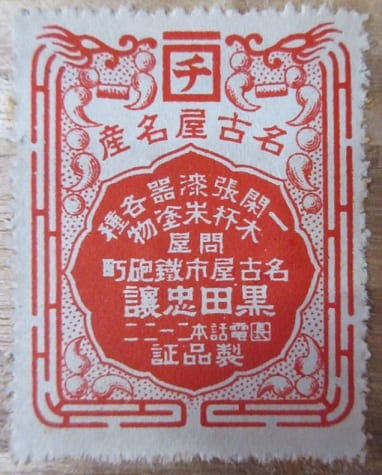 チ
名古屋名産
一閑張漆器各種
木杯朱塗物
問屋
名古屋市鐵砲町
黒田忠讓
長電話本二一二二
製品証